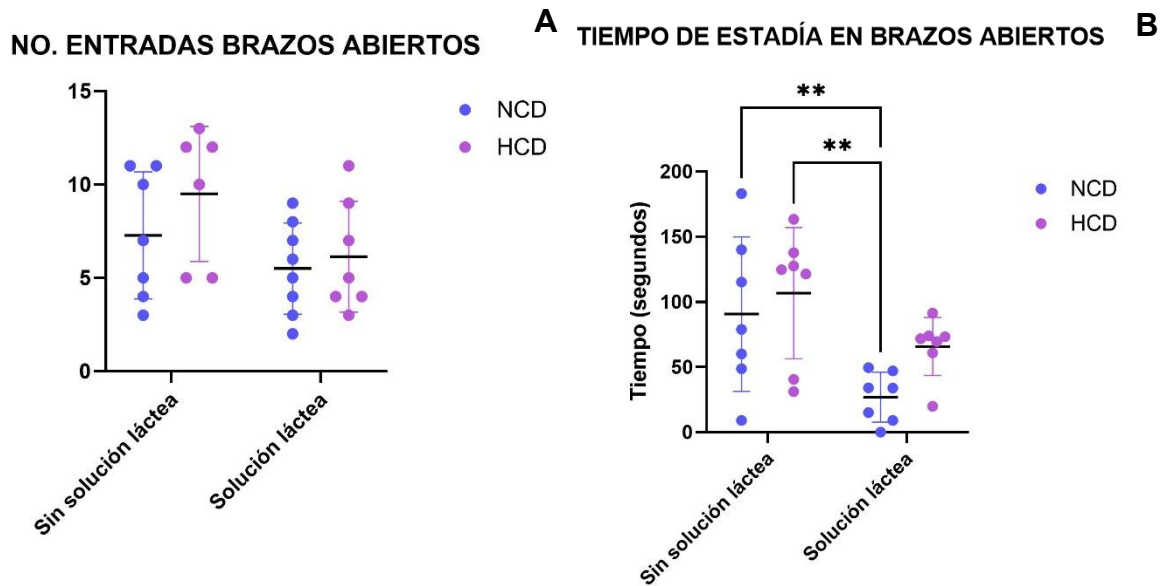 NO. ENTRADAS BRAZOS ABIERTOS
A
15
10
5
0
NCD
HCD
Sin solución láctea
Solución láctea
TIEMPO DE ESTADÍA EN BRAZOS ABIERTOS
B
**
**
Tiempo (segundos)
200
150
100
50
0
NCD
HCD
Sin solución láctea
Solución láctea